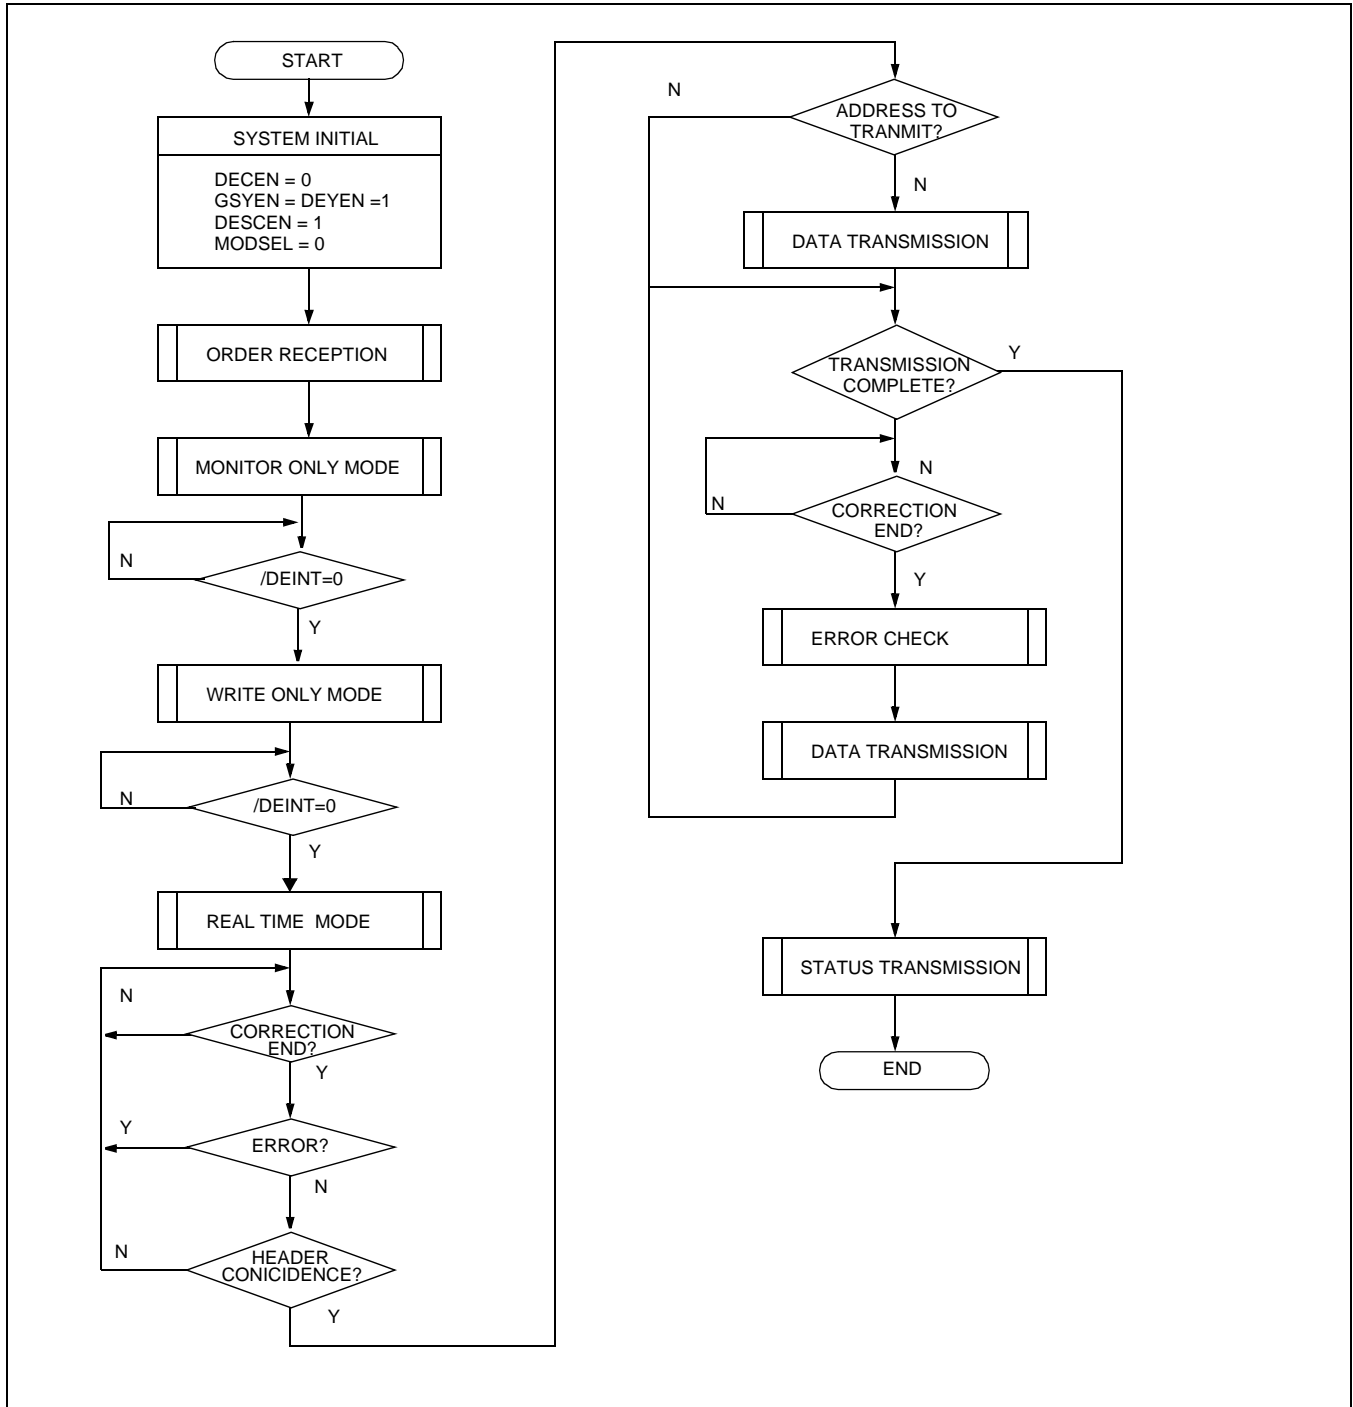 START
SYSTEM INITIAL
DECEN = 0
GSYEN = DEYEN =1
DESCEN = 1
MODSEL = 0
ORDER RECEPTION
MONITOR ONLY MODE
N
/DEINT=0
Y
WRITE ONLY MODE
N
/DEINT=0
Y
REAL TIME MODE
N
CORRECTION
END?
Y
Y
ERROR?
N
N
HEADER
CONICIDENCE?
Y
N
ADDRESS TO
TRANMIT?
N
DATA TRANSMISSION
TRANSMISSION
COMPLETE?
Y
N
N
CORRECTION
END?
Y
ERROR CHECK
DATA TRANSMISSION
STATUS TRANSMISSION
END